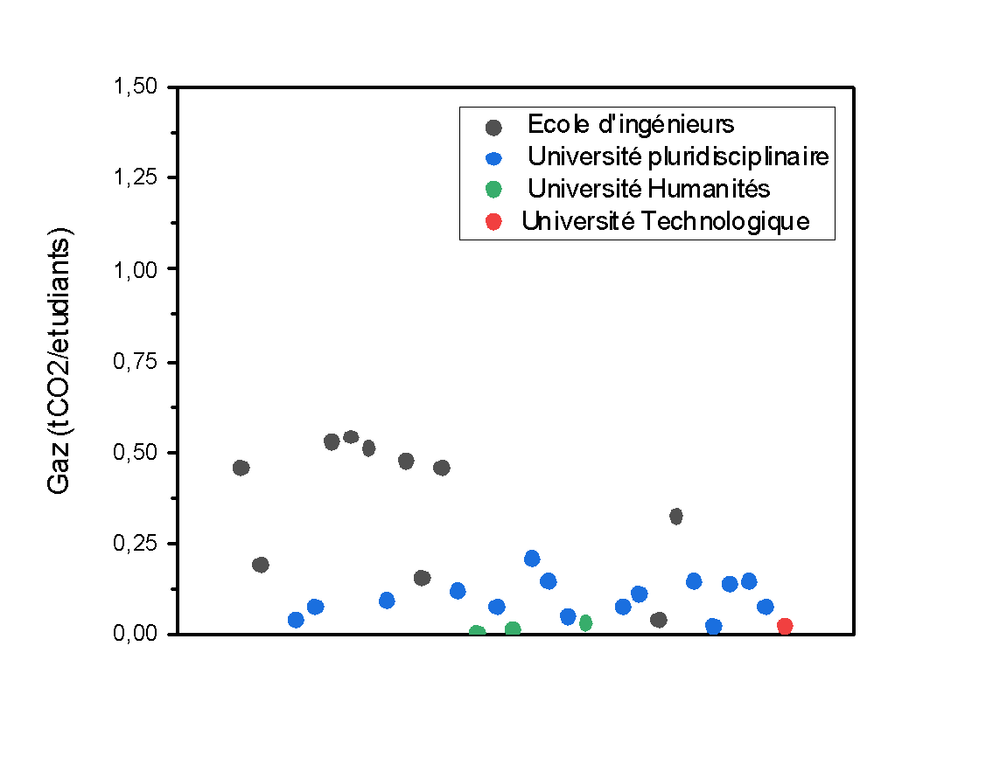 1,50
1,25
1,00
0,75
0,50
0,25
0,00
Gaz (tCO2/etudiants)
Ecole d'ingénieurs
Université pluridisciplinaire
Université Humanités
Université Technologique